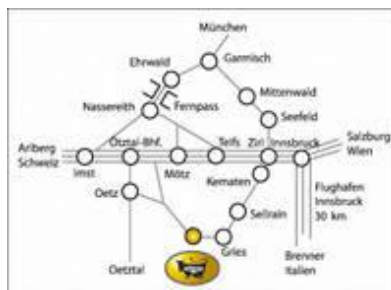 München
Ehrwald
Garmisch
Mittenwald
Nassereith
Fernpass
Seefeld
Ötztal-Bhf.
Telfs
Zirl
Innsbruck
Salzburg
Wien
Arlberg
Schweiz
Imst
Mötz
Kematen
Oetz
Flughafen
Innsbruck
30 km
Sellrain
Gries
Oetztal
Brenner
Italien